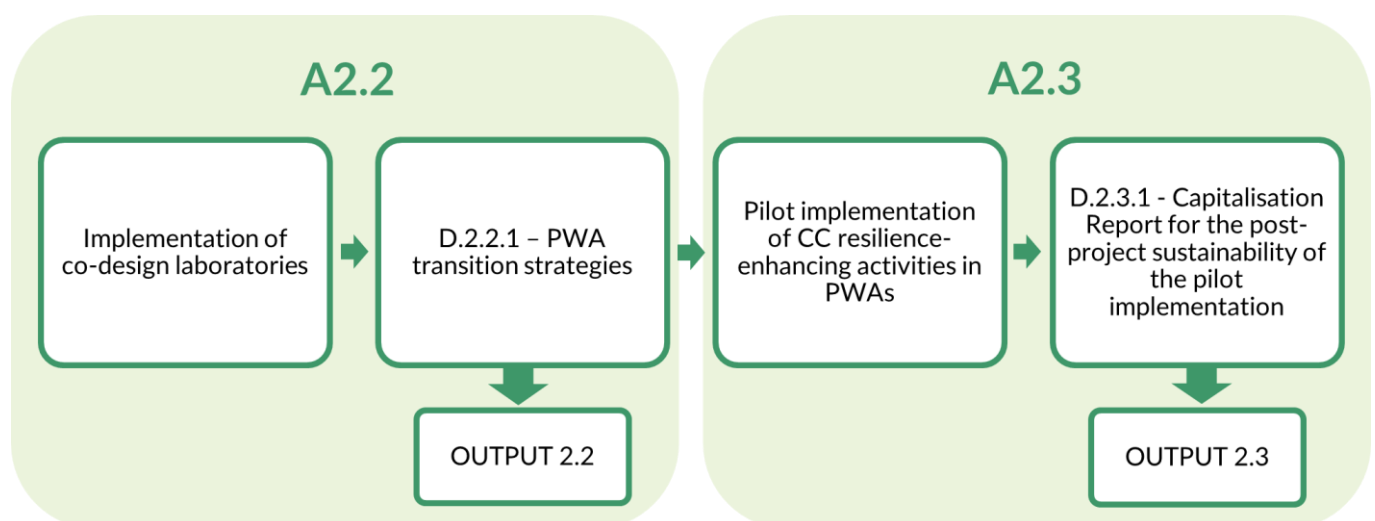 A2.2
Implementation of
co-design laboratories
D.2.2.1 – PWA
transition strategies
OUTPUT 2.2
A2.3
Pilot implementation
of CC resilience-
enhancing activities in
PWAs
D.2.3.1 - Capitalisation
Report for the post-
project sustainability of
the pilot
implementation
OUTPUT 2.3